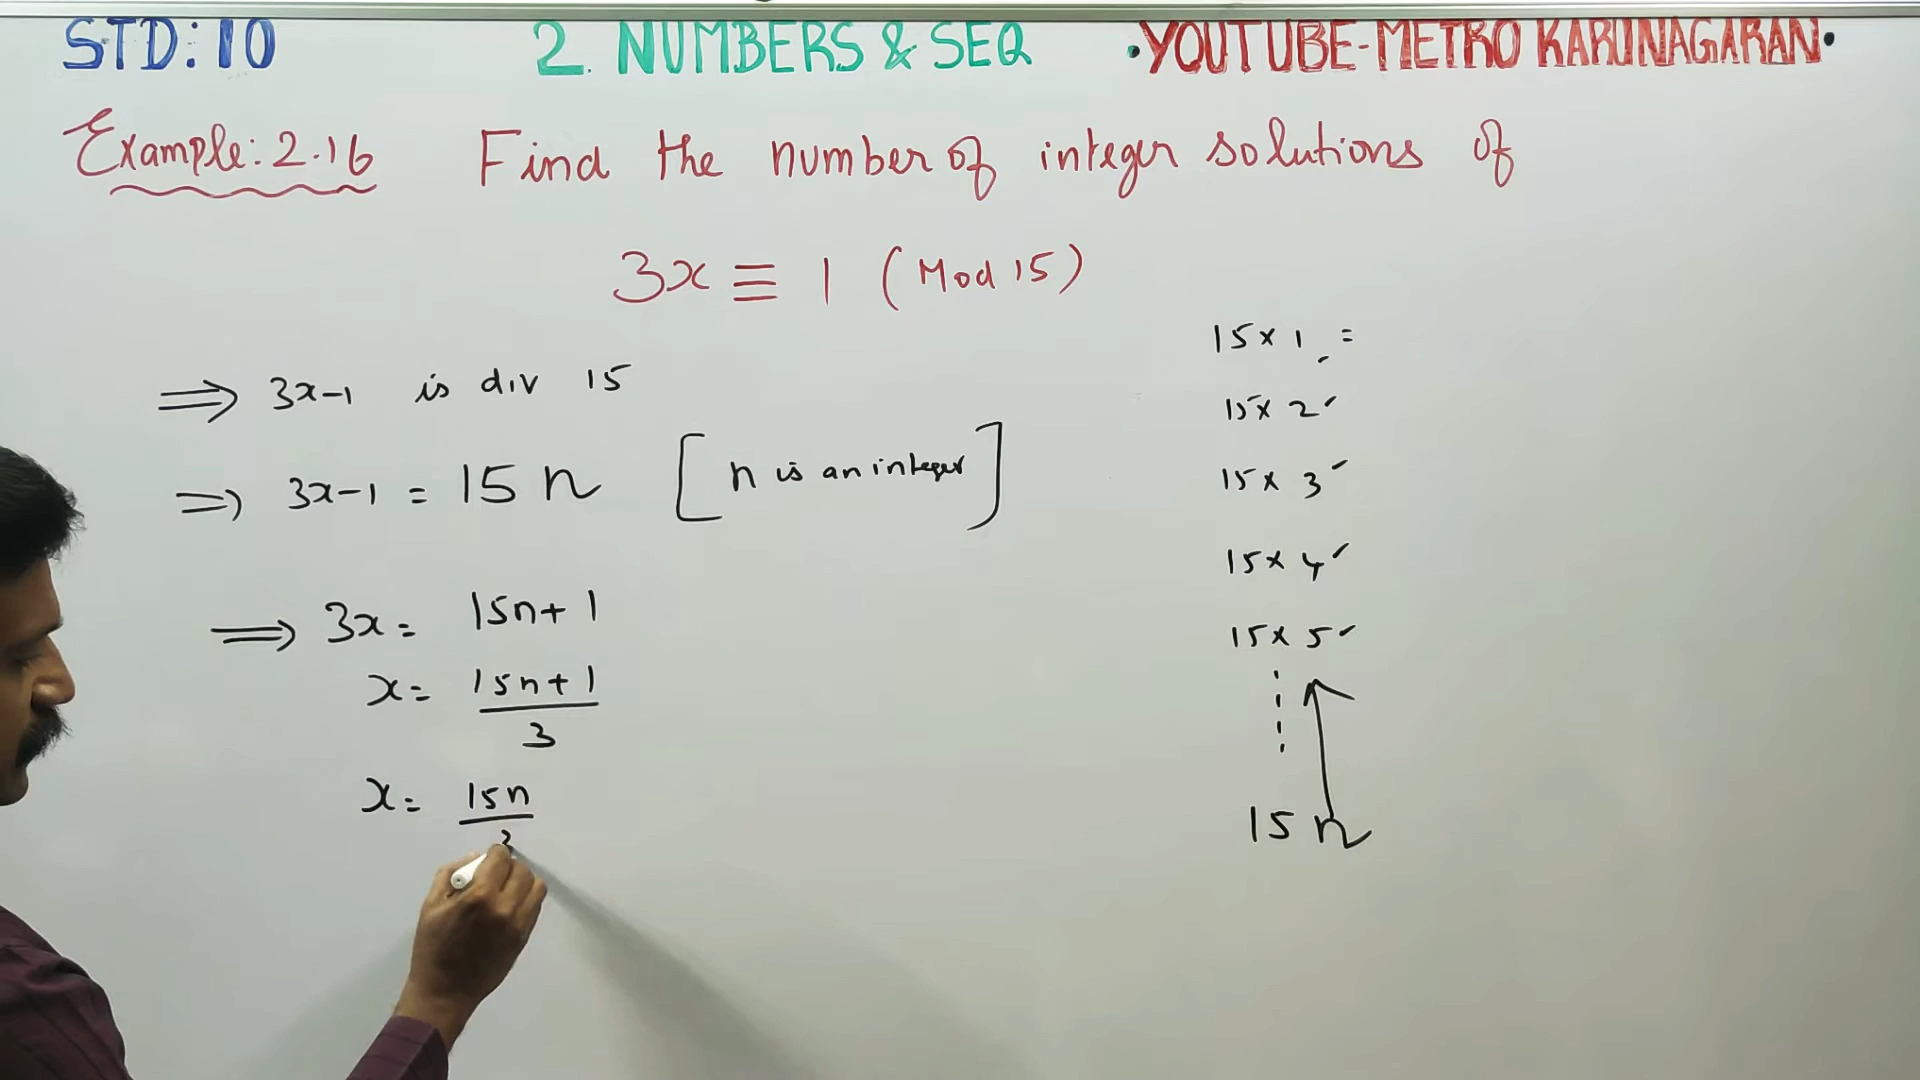 STD: 10 2. NUMBERS & SEQ •YOUTUBE-METRO KARUNAGARAN•
Example: 2.16 Find the number of integer solutions of
3x ≡ 1 (Mod 15)
⟹ 3x-1 is div 15
⇒ 3x-1 = 15 n [n is an integer]
⟹ 3x = 15n+1
x = 15n+1 / 3
x = 15n / 3
15 × 1 =
15 × 2
15 × 3
15 × 4
15 × 5
15 n